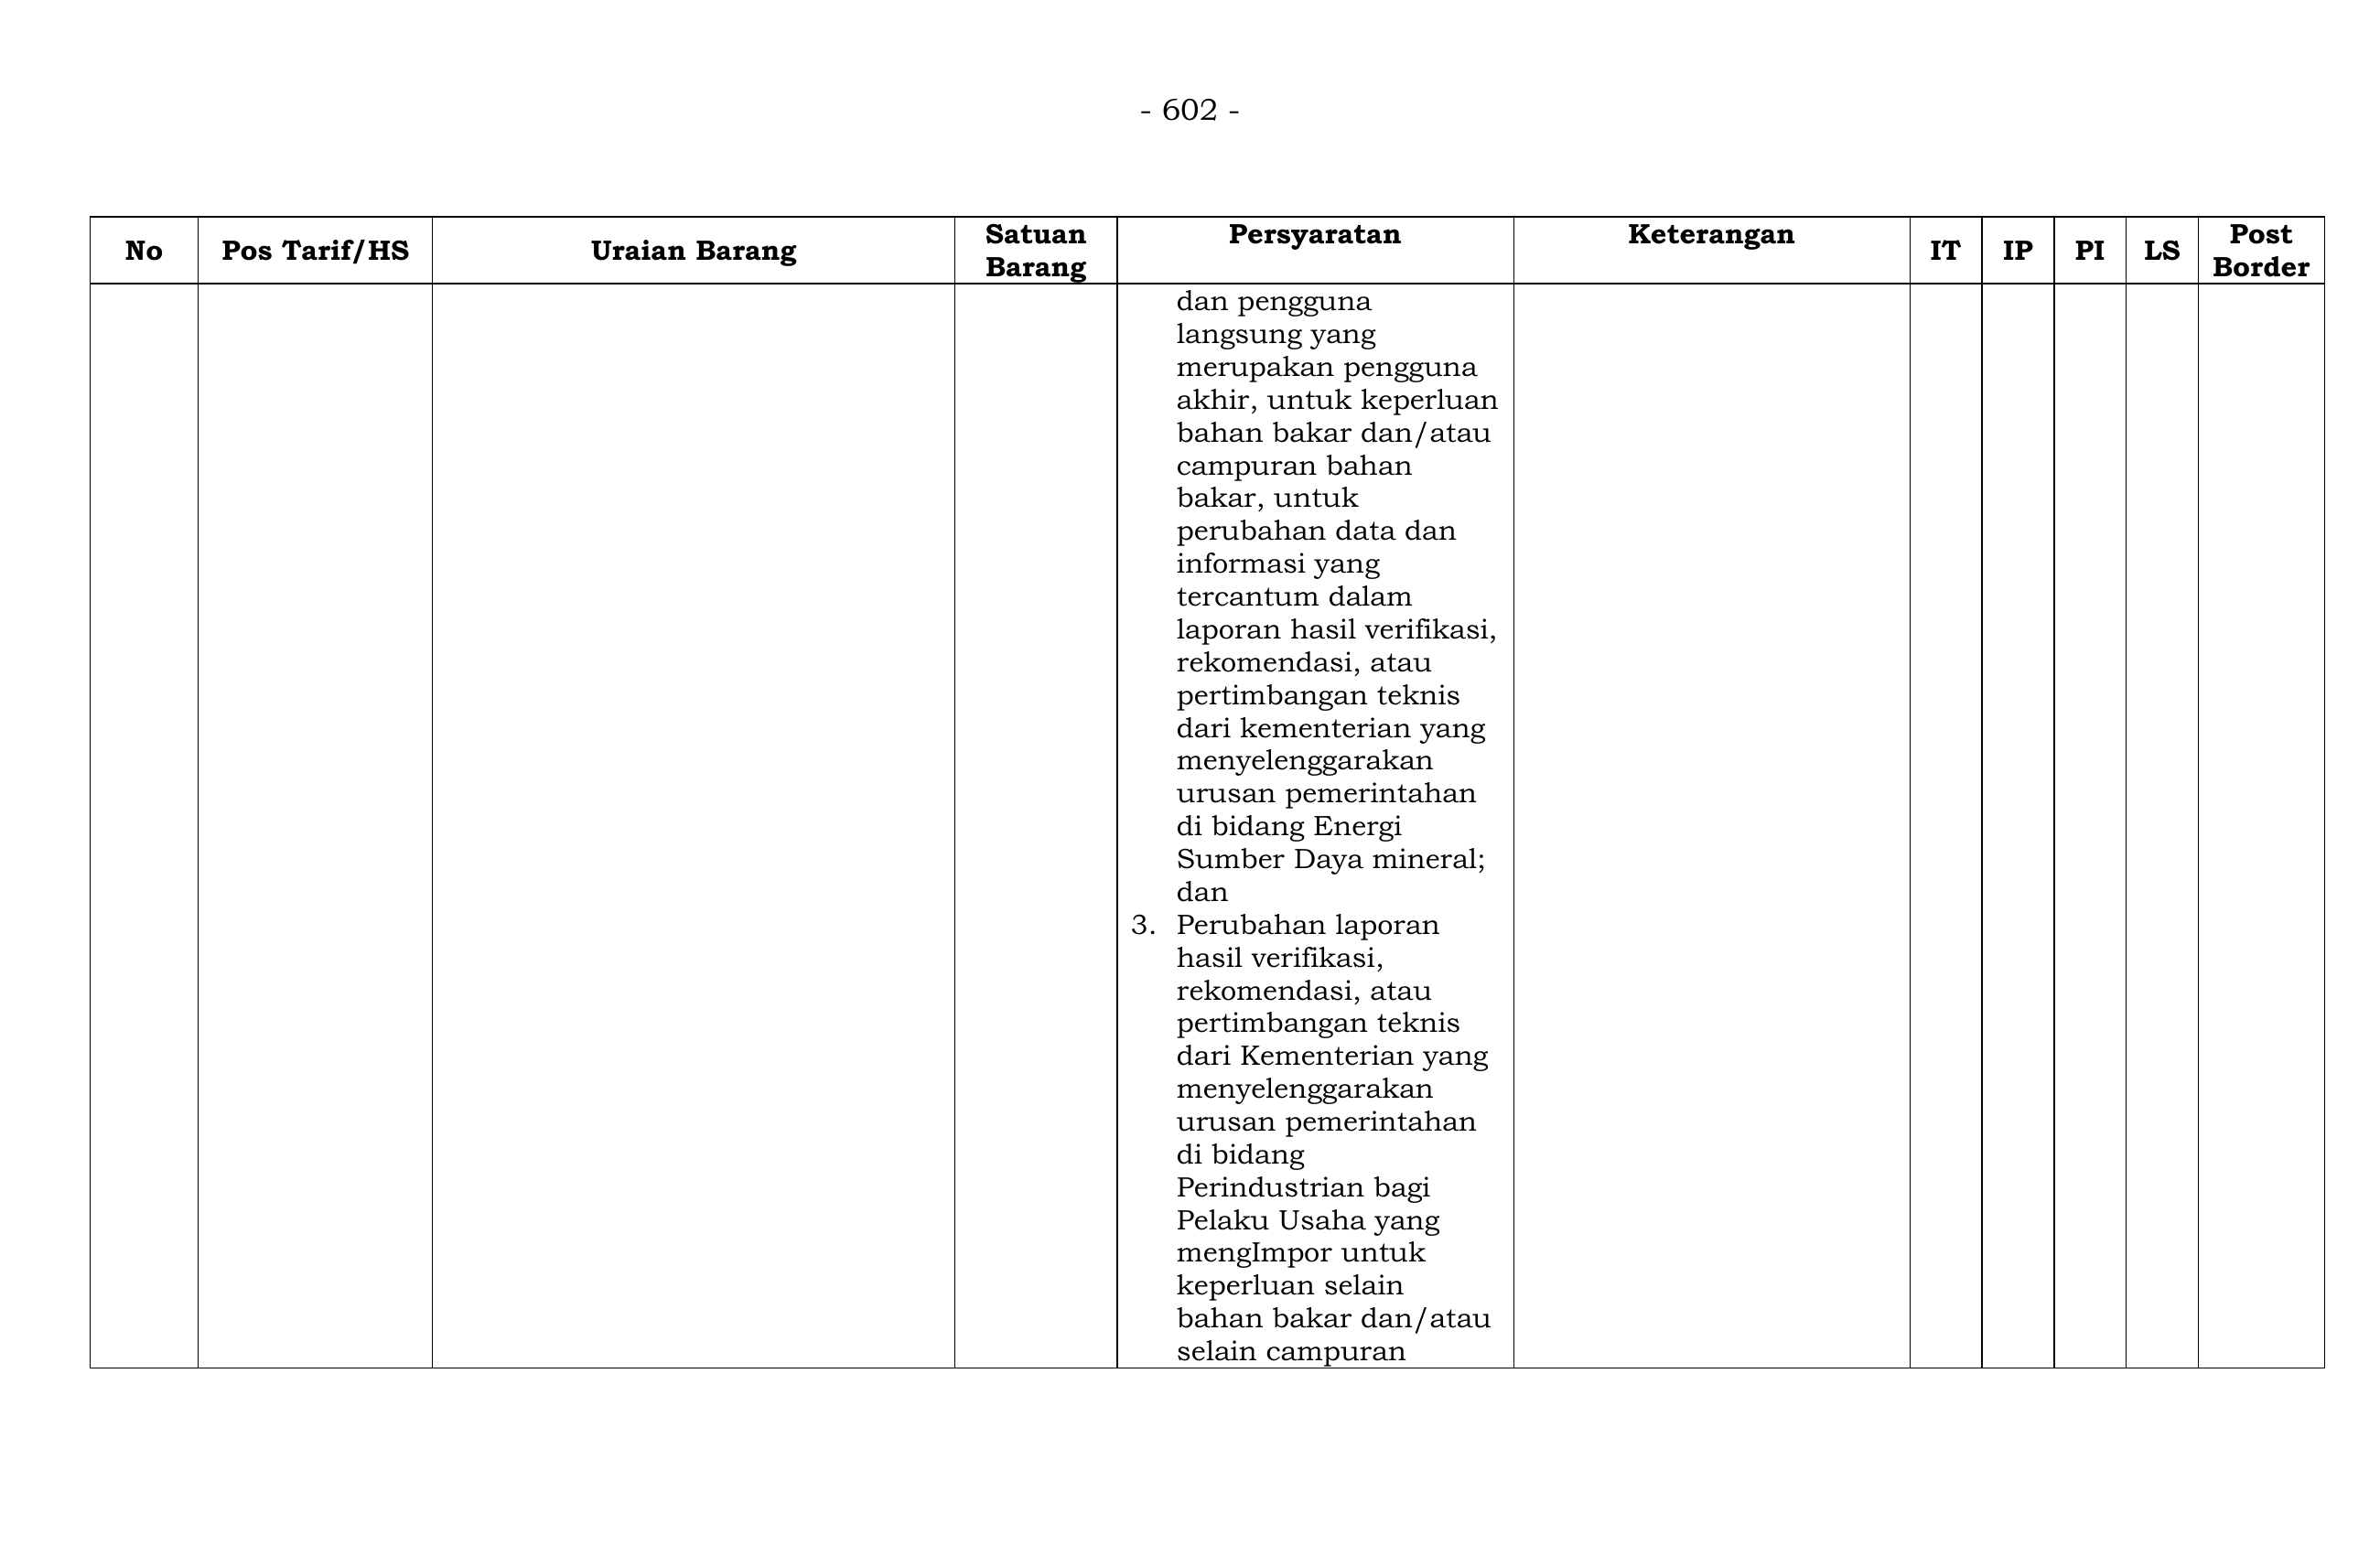 - 602 -
No Pos Tarif/HS Uraian Barang Satuan Barang Persyaratan Keterangan IT IP PI LS Post Border
dan pengguna
langsung yang
merupakan pengguna
akhir, untuk keperluan
bahan bakar dan/atau
campuran bahan
bakar, untuk
perubahan data dan
informasi yang
tercantum dalam
laporan hasil verifikasi,
rekomendasi, atau
pertimbangan teknis
dari kementerian yang
menyelenggarakan
urusan pemerintahan
di bidang Energi
Sumber Daya mineral;
dan
3. Perubahan laporan
hasil verifikasi,
rekomendasi, atau
pertimbangan teknis
dari Kementerian yang
menyelenggarakan
urusan pemerintahan
di bidang
Perindustrian bagi
Pelaku Usaha yang
mengImpor untuk
keperluan selain
bahan bakar dan/atau
selain campuran